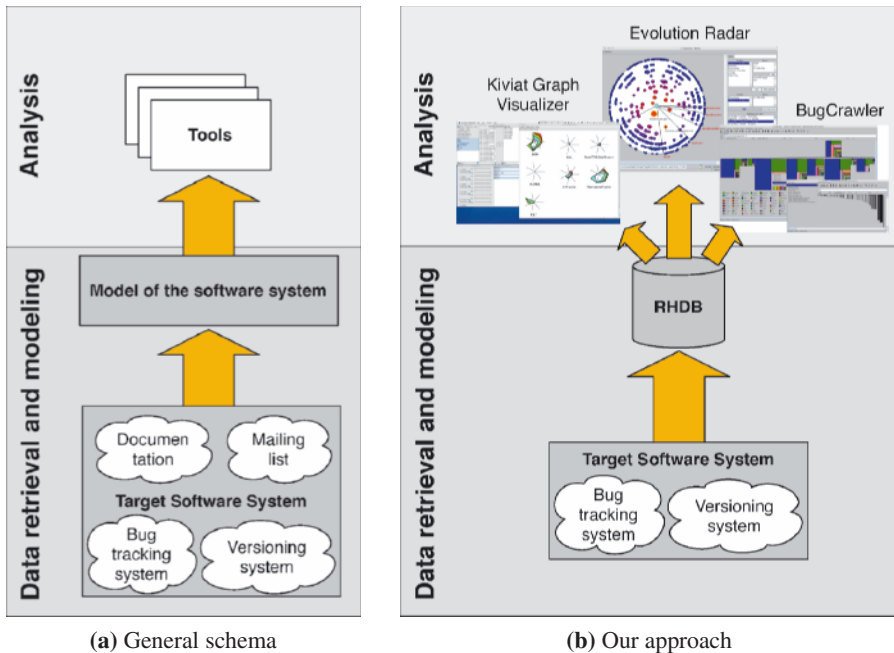 Analysis
Tools
Data retrieval and modeling
Model of the software system
Documen
tation
Mailing
list
Target Software System
Bug
tracking
system
Versioning
system
(a) General schema
Analysis
Evolution Radar
Kiviat Graph
Visualizer
BugCrawler
Data retrieval and modeling
RHDB
Target Software System
Bug
tracking
system
Versioning
system
(b) Our approach